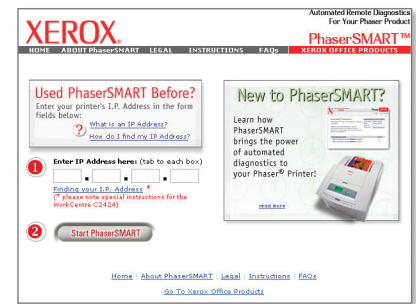 Automated Remote Diagnostics
For Your Phaser Product
XEROX®
PhaserSMART™
HOME ABOUT PhaserSMART LEGAL INSTRUCTIONS FAQs XEROX OFFICE PRODUCTS
Used PhaserSMART Before?
Enter your printer's I.P. Address in the form
fields below:
? What is an IP Address?
How do I find my IP Address?
1 Enter IP Address here: (tab to each box)
. . .
Finding your I.P. Address *
(* please note special instructions for the
WorkCentre C2424)
2 Start PhaserSMART
New to PhaserSMART?
Learn how
PhaserSMART
brings the power
of automated
diagnostics to
your Phaser® Printer!
read more
Home | About PhaserSMART | Legal | Instructions | FAQs
Go To Xerox Office Products